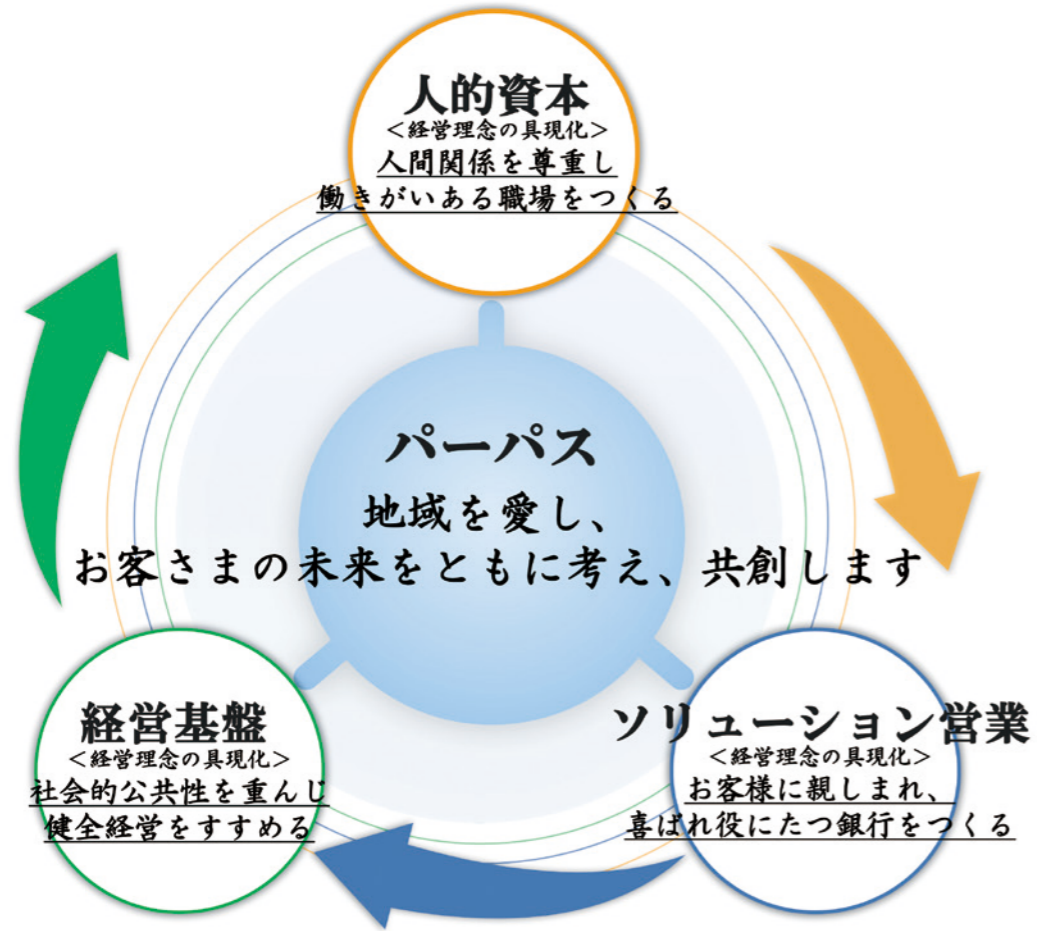 人的資本
＜経営理念の具現化＞
人間関係を尊重し
働きがいある職場をつくる
パーパス
地域を愛し、
お客さまの未来をともに考え、共創します
経営基盤
＜経営理念の具現化＞
社会的公共性を重んじ
健全経営をすすめる
ソリューション営業
＜経営理念の具現化＞
お客様に親しまれ、
喜ばれ役にたつ銀行をつくる